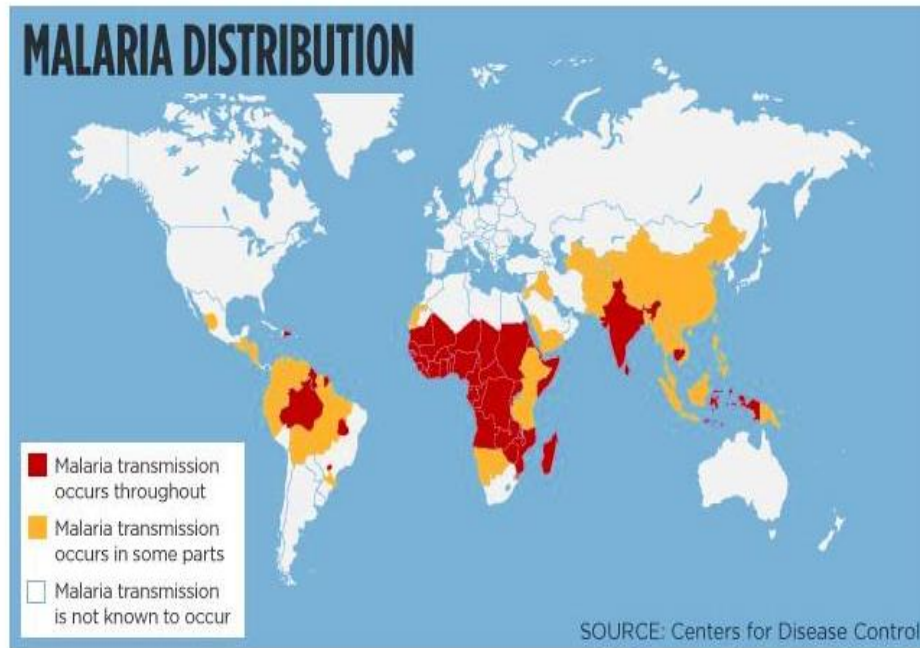 MALARIA DISTRIBUTION
Malaria transmission
occurs throughout
Malaria transmission
occurs in some parts
Malaria transmission
is not known to occur
SOURCE: Centers for Disease Control